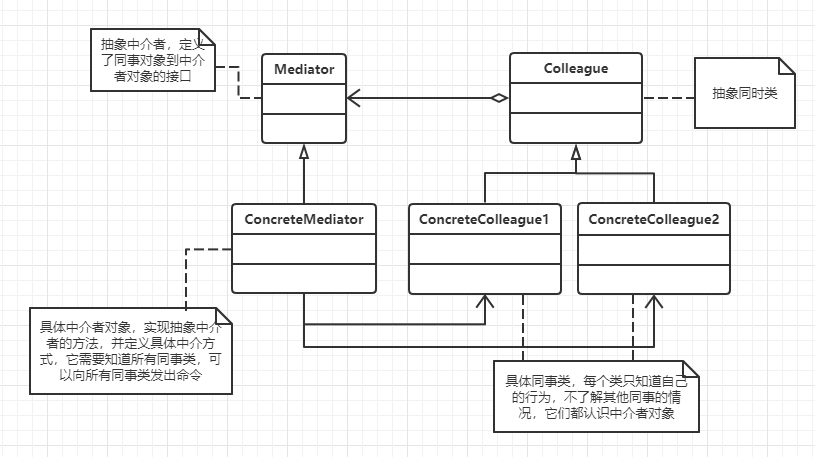 抽象中介者，定义
了同事对象到中介
者对象的接口
Mediator
Colleague
抽象同时类
ConcreteMediator
ConcreteColleague1
ConcreteColleague2
具体中介者对象，实现抽象中介
者的方法，并定义具体中介方
式，它需要知道所有同事类，可
以向所有同事类发出命令
具体同事类，每个类只知道自己
的行为，不了解其他同事的情
况，它们都认识中介者对象